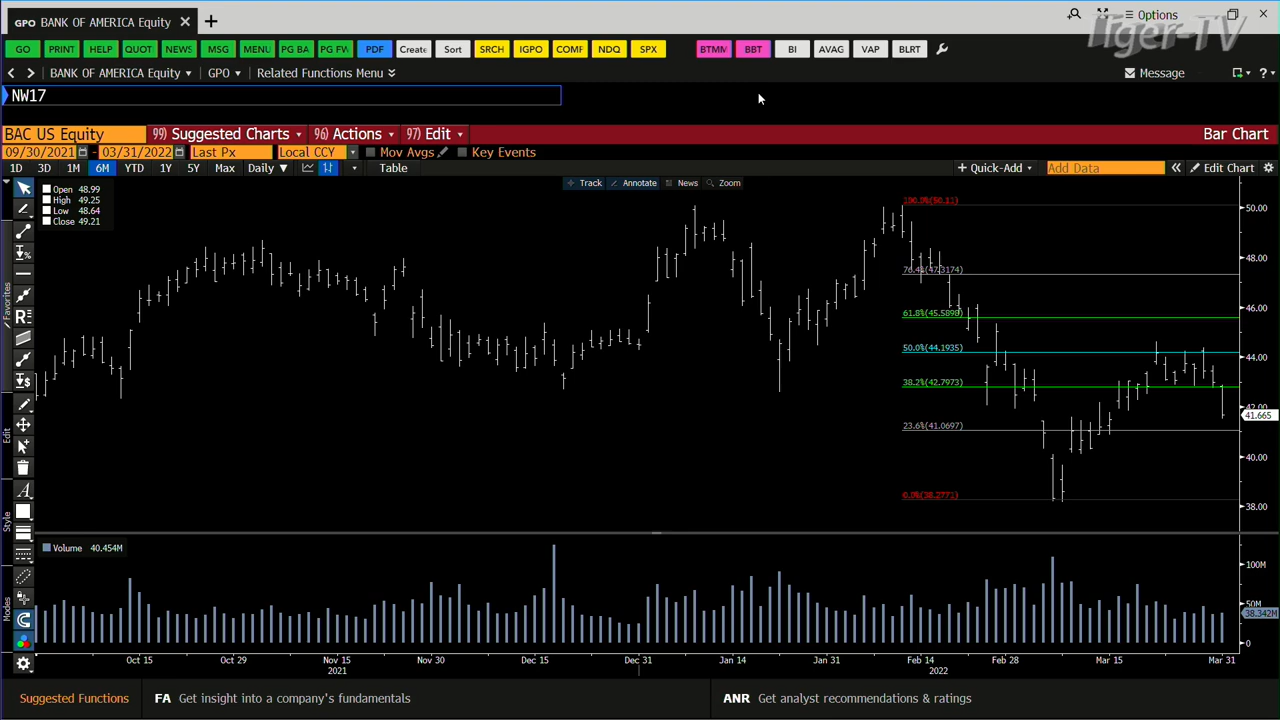 GPO BANK OF AMERICA Equity
Options
Tiger-TV
GO PRINT HELP QUOT NEWS MSG MENU PG BA PG FV PDF Create Sort SRCH IGPO COMF NDQ SPX BTMM BBT BI AVAG VAP BLRT
BANK OF AMERICA Equity GPO Related Functions Menu Message
NW17
BAC US Equity 99) Suggested Charts 96) Actions 97) Edit Bar Chart
09/30/2021 - 03/31/2022 Last Px Local CCY Mov Avgs Key Events
1D 3D 1M 6M YTD 1Y 5Y Max Daily Table + Quick-Add Add Data Edit Chart
Track Annotate News Zoom
Open 48.99
High 49.25
Low 48.64
Close 49.21
100.0%(50.11)
50.00
48.00
76.4%(47.3174)
46.00
61.8%(45.5898)
50.0%(44.1935)
44.00
38.2%(42.7973)
42.00
41.665
23.6%(41.0697)
40.00
0.0%(38.2771)
38.00
Favorites
Edit
Style
Modes
Volume 40.454M
100M
50M
38.342M
0
Oct 15 Oct 29 Nov 15 Nov 30 Dec 15 Dec 31 Jan 14 Jan 31 Feb 14 Feb 28 Mar 15 Mar 31
2021 2022
Suggested Functions FA Get insight into a company's fundamentals ANR Get analyst recommendations & ratings